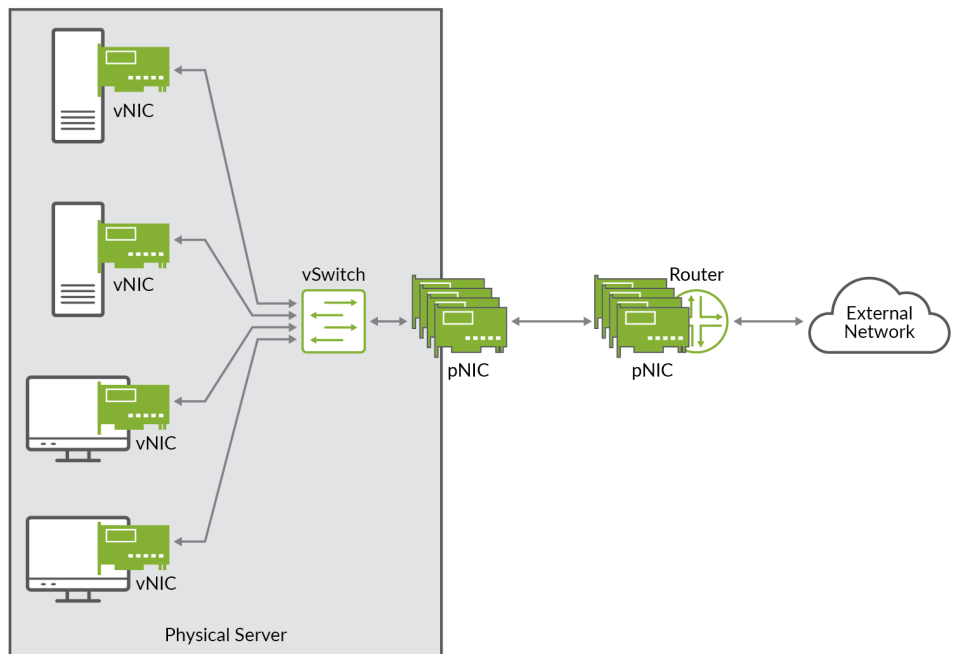 vNIC
vNIC
vSwitch
Router
External
Network
pNIC
pNIC
vNIC
vNIC
Physical Server